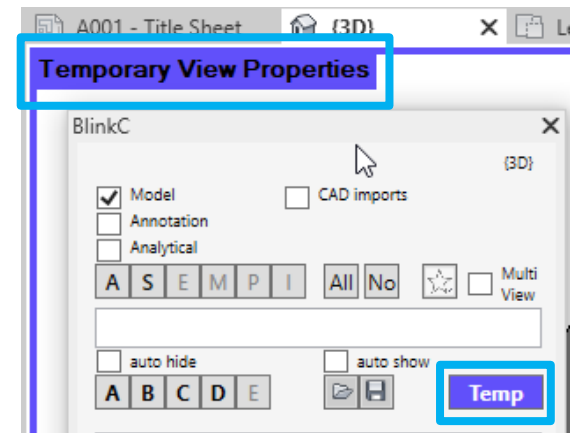 A001 - Title Sheet {3D}
Temporary View Properties
BlinkC
{3D}
Model CAD imports
Annotation
Analytical
A S E M P I All No Multi View
auto hide auto show
A B C D E Temp